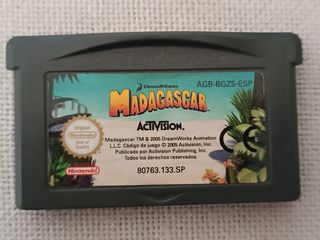 DREAMWORKS
AGB-BGZS-ESP
MADAGASCAR
ACTIVISION.
Original
Nintendo
Seal of
Quality
Madagascar TM & © 2005 DreamWorks Animation
L.L.C. Código de juego © 2005 Activision, Inc.
Publicado por Activision Publishing, Inc.
Todos los derechos reservados.
Nintendo
80763.133.SP
CE